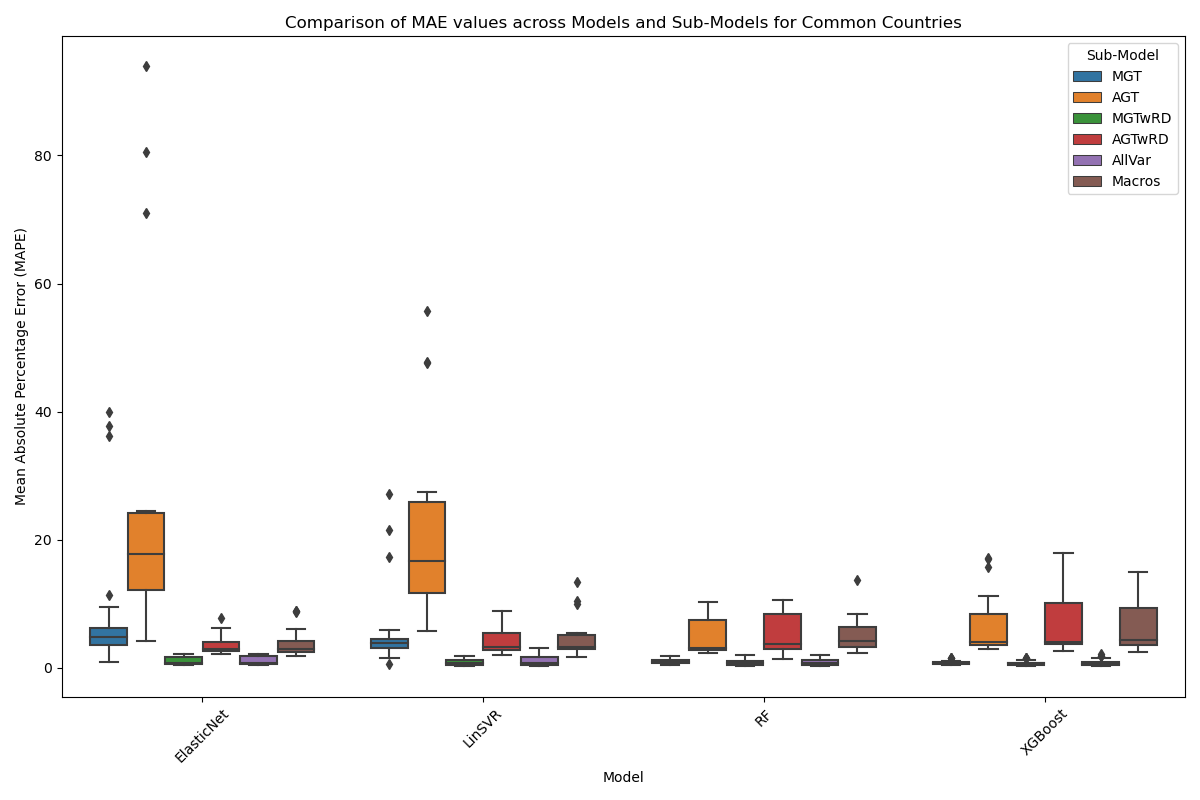 Comparison of MAE values across Models and Sub-Models for Common Countries
Sub-Model
MGT
AGT
MGTwRD
AGTwRD
AllVar
Macros
Mean Absolute Percentage Error (MAPE)
80
60
40
20
0
ElasticNet
LinSVR
RF
XGBoost
Model